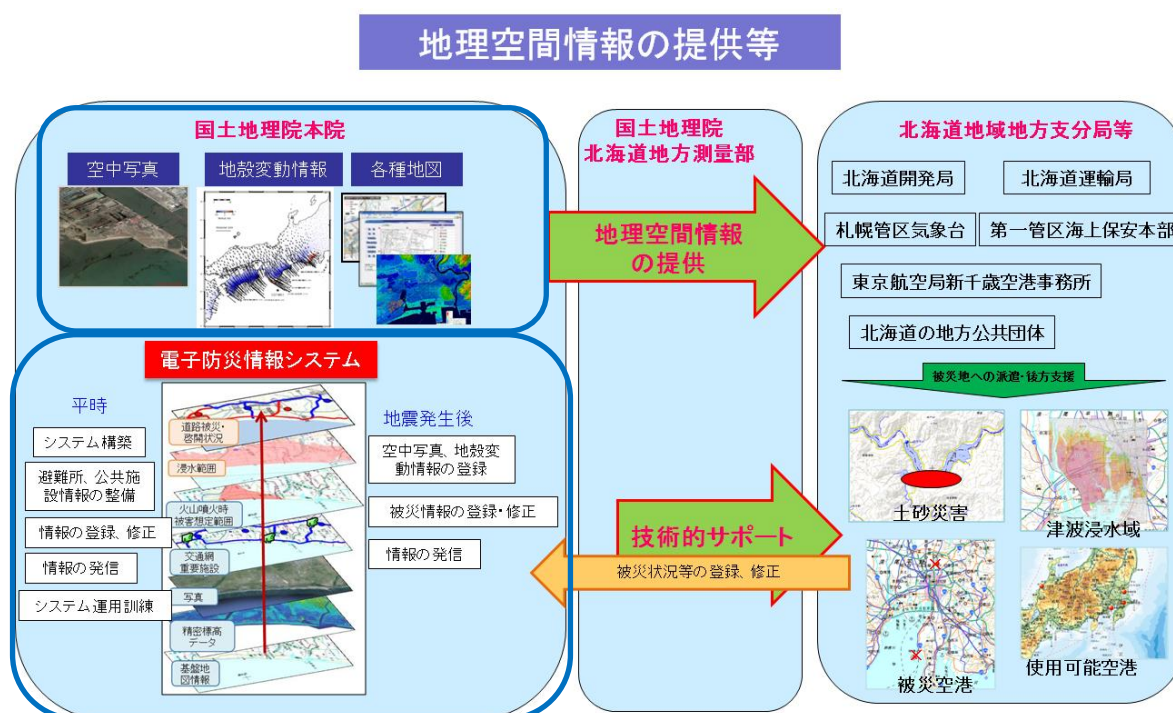 地理空間情報の提供等
国土地理院本院
空中写真
地殻変動情報
各種地図
電子防災情報システム
平時
システム構築
避難所、公共施
設情報の整備
情報の登録、修正
情報の発信
システム運用訓練
道路被災・
啓開状況
浸水範囲
火山噴火時
被害想定範囲
交通網
重要施設
写真
精密標高
データ
基盤地
図情報
地震発生後
空中写真、地殻変
動情報の登録
被災情報の登録・修正
情報の発信
国土地理院
北海道地方測量部
地理空間情報
の提供
技術的サポート
被災状況等の登録、修正
北海道地域地方支分局等
北海道開発局
北海道運輸局
札幌管区気象台
第一管区海上保安本部
東京航空局新千歳空港事務所
北海道の地方公共団体
被災地への派遣・後方支援
土砂災害
津波浸水域
被災空港
使用可能空港